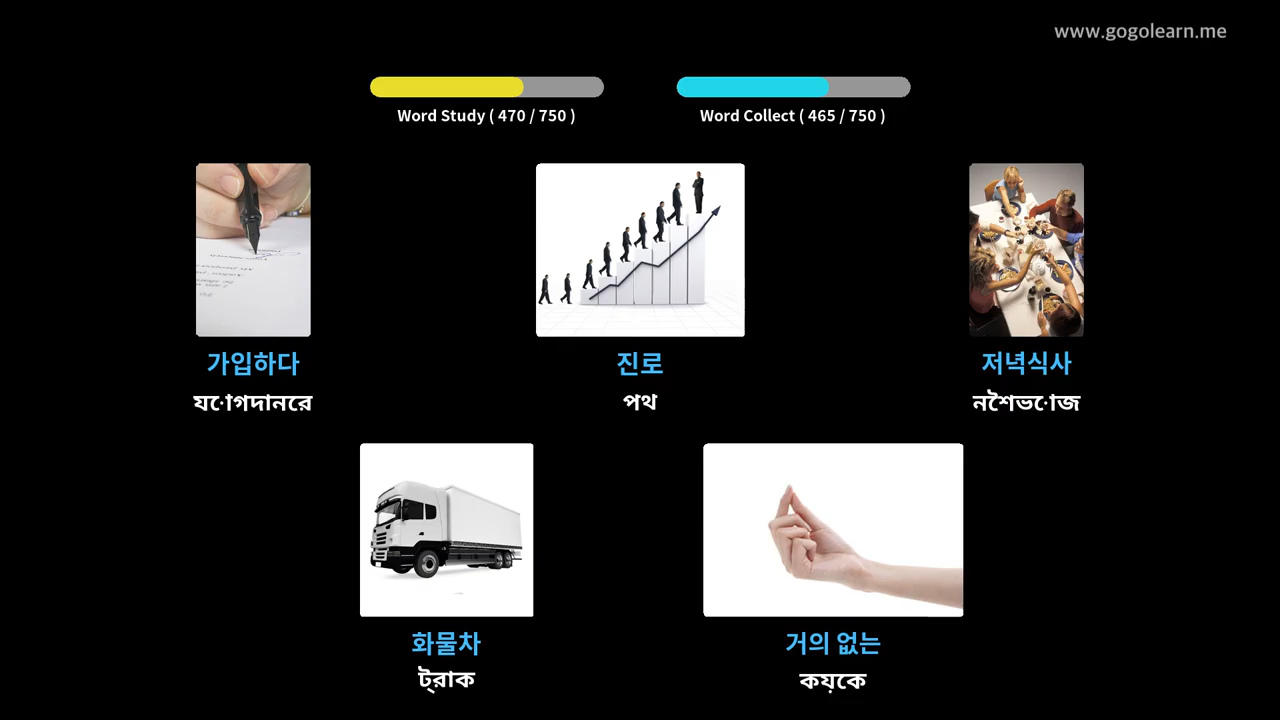 www.gogolearn.me
Word Study ( 470 / 750 )
Word Collect ( 465 / 750 )
가입하다
যোগদানরে
진로
পথ
저녁식사
নশৈভোজ
화물차
ট্রাক
거의 없는
কয়কে